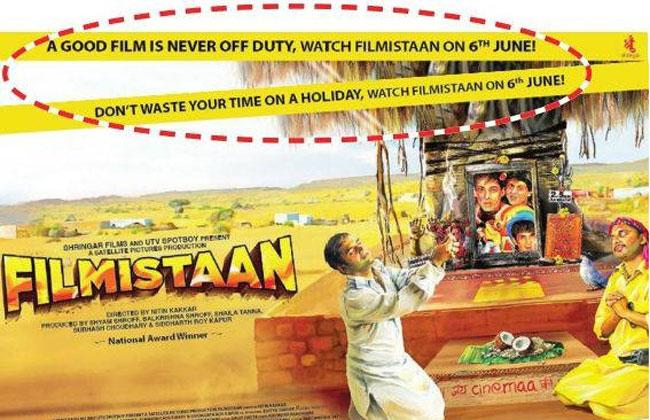 A GOOD FILM IS NEVER OFF DUTY, WATCH FILMISTAAN ON 6TH JUNE!
DON'T WASTE YOUR TIME ON A HOLIDAY, WATCH FILMISTAAN ON 6th JUNE!
SHRINGAR FILMS AND UTV SPOTBOY PRESENT
A SATELLITE PICTURES PRODUCTION
FILMISTAAN
DIRECTED BY NITIN KAKKAR
PRODUCED BY SHYAM SHROFF, BALKRISHNA SHROFF, SHAILA TANNA,
SUBHASH CHOUDHARY & SIDDHARTH ROY KAPUR
National Award Winner
जय cinemaa की